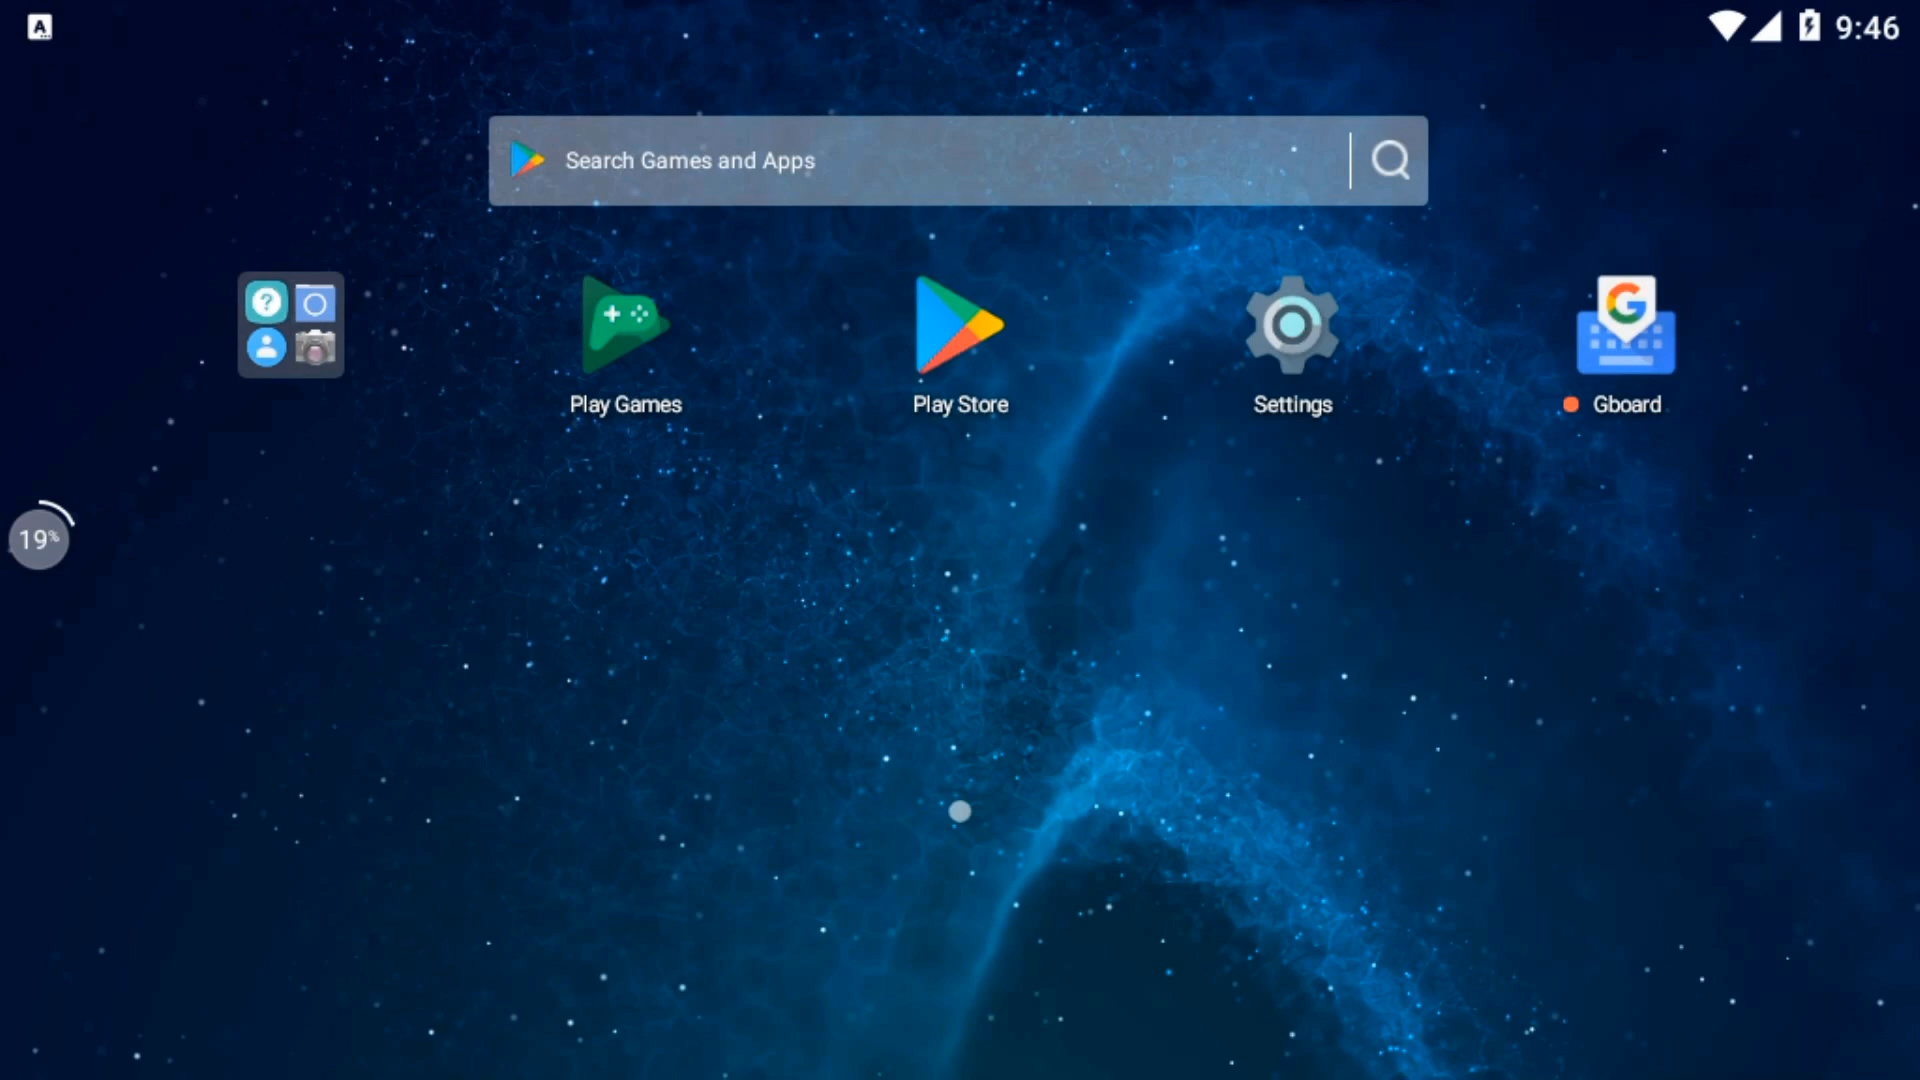 A
9:46
Search Games and Apps
Play Games
Play Store
Settings
Gboard
19%